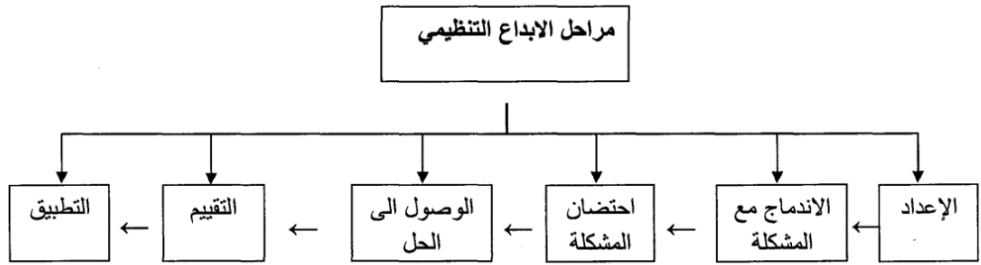 مراحل الابداع التنظيمي
الإعداد
الاندماج مع
المشكلة
احتضان
المشكلة
الوصول الى
الحل
التقييم
التطبيق